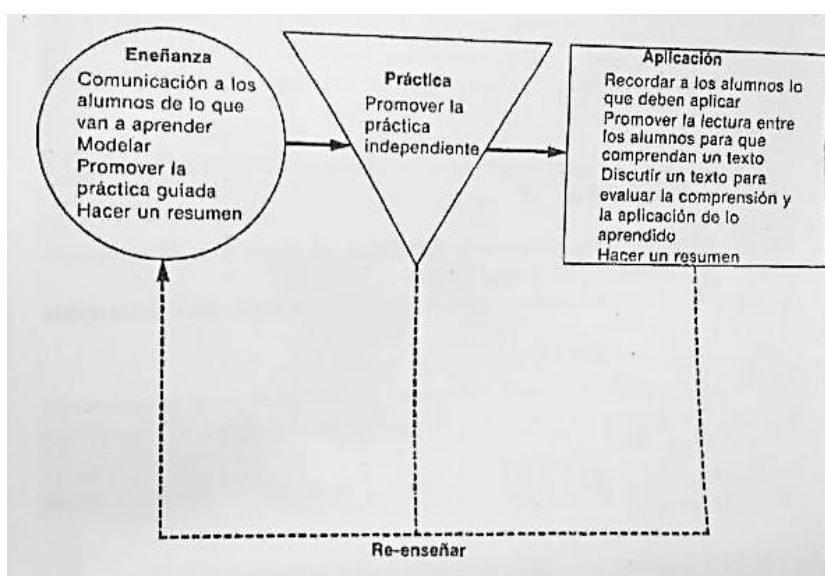 Eneñanza
Comunicación a los
alumnos de lo que
van a aprender
Modelar
Promover la
práctica guiada
Hacer un resumen
Práctica
Promover la
práctica
independiente
Aplicación
Recordar a los alumnos lo
que deben aplicar
Promover la lectura entre
los alumnos para que
comprendan un texto
Discutir un texto para
evaluar la comprensión y
la aplicación de lo
aprendido
Hacer un resumen
Re-enseñar